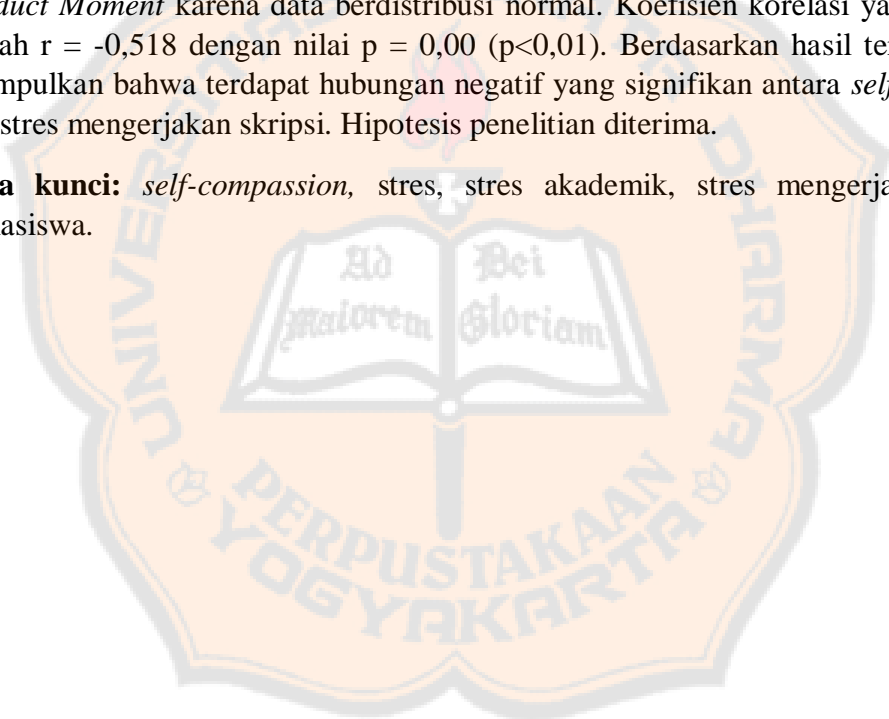 duct Moment karena data berdistribusi normal. Koefisien korelasi ya
ah r = -0,518 dengan nilai p = 0,00 (p<0,01). Berdasarkan hasil te
mpulkan bahwa terdapat hubungan negatif yang signifikan antara self
stres mengerjakan skripsi. Hipotesis penelitian diterima.
a kunci: self-compassion, stres, stres akademik, stres mengerja
asiswa.
Ad Dei
Maiorem Gloriam
UNIVERSITAS
DHARMA
PERPUSTAKAAN
YOGYAKARTA